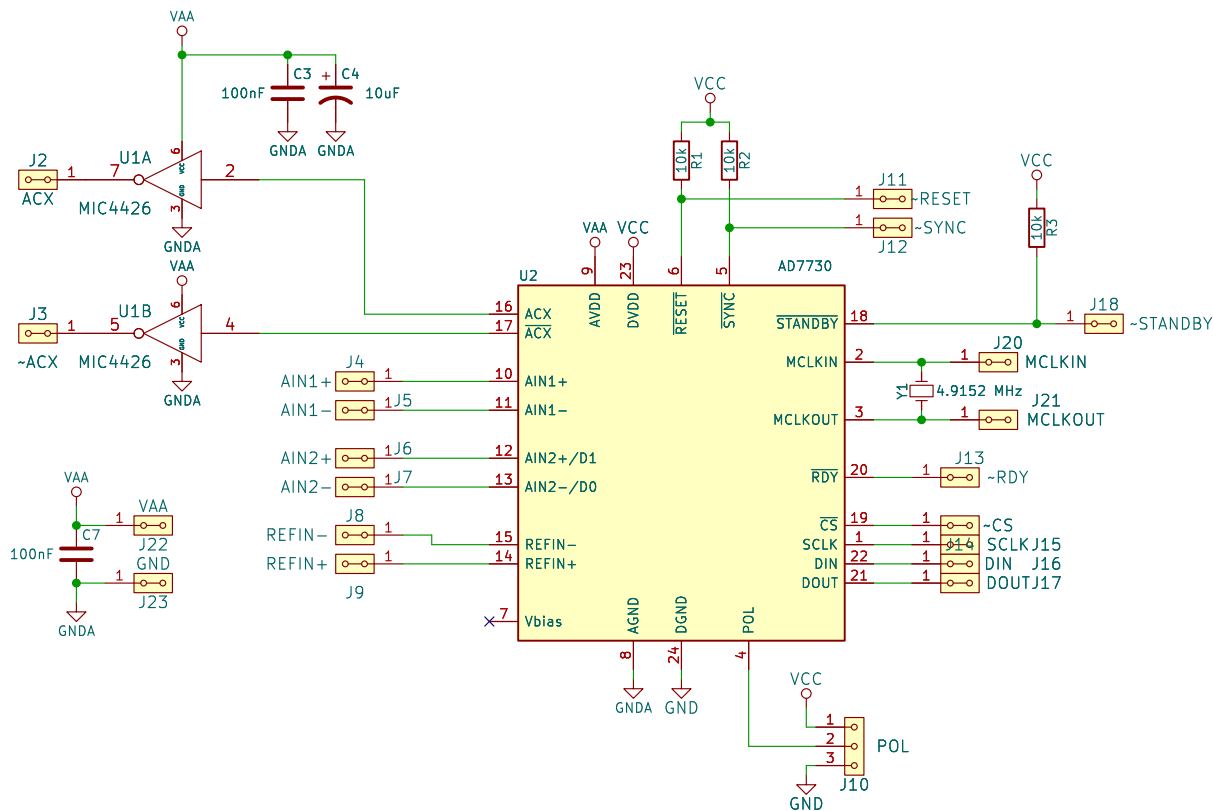 VAA
C3
100nF
+
C4
10uF
GNDA
GNDA
J2
1
ACX
7
U1A
6
VCC
GND
3
2
MIC4426
GNDA
VAA
J3
1
~ACX
5
U1B
6
VCC
GND
3
4
MIC4426
GNDA
VCC
10k
R1
10k
R2
1
J11
~RESET
1
J12
~SYNC
VCC
10k
R3
VAA
VCC
9
23
6
5
U2
AD7730
AVDD
DVDD
RESET
SYNC
16
ACX
17
ACX
STANDBY
18
1
J18
~STANDBY
AIN1+
J4
1
10
AIN1+
AIN1-
1
J5
11
AIN1-
AIN2+
1
J6
12
AIN2+/D1
AIN2-
1
J7
13
AIN2-/D0
REFIN-
J8
1
15
REFIN-
REFIN+
1
J9
14
REFIN+
7
Vbias
MCLKIN
2
1
J20
MCLKIN
Y1
4.9152 MHz
MCLKOUT
3
1
J21
MCLKOUT
RDY
20
1
J13
~RDY
CS
19
1
~CS
SCLK
1
1
J14
SCLK
J15
DIN
22
1
DIN
J16
DOUT
21
1
DOUT
J17
VAA
1
VAA
J22
C7
100nF
GND
1
J23
GNDA
AGND
DGND
POL
8
24
4
GNDA
GND
VCC
1
2
3
POL
J10
GND